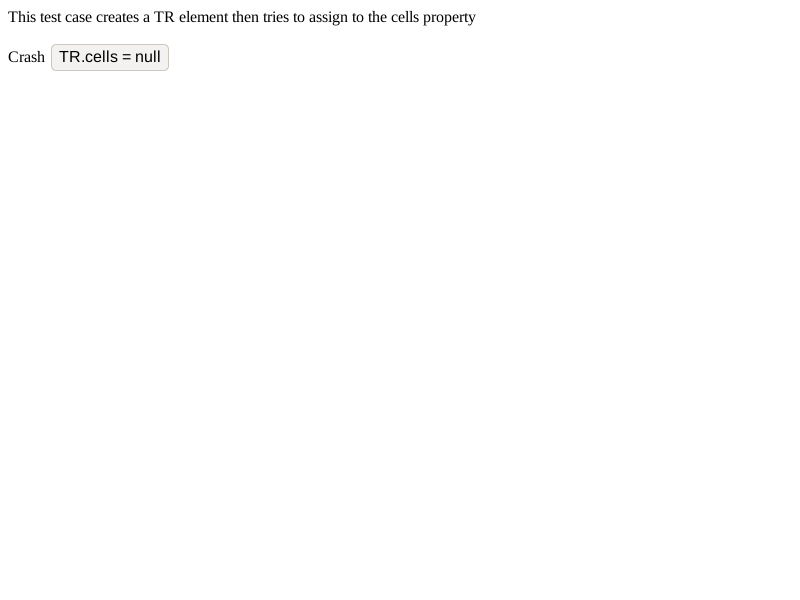 This test case creates a TR element then tries to assign to the cells property
Crash TR.cells = null